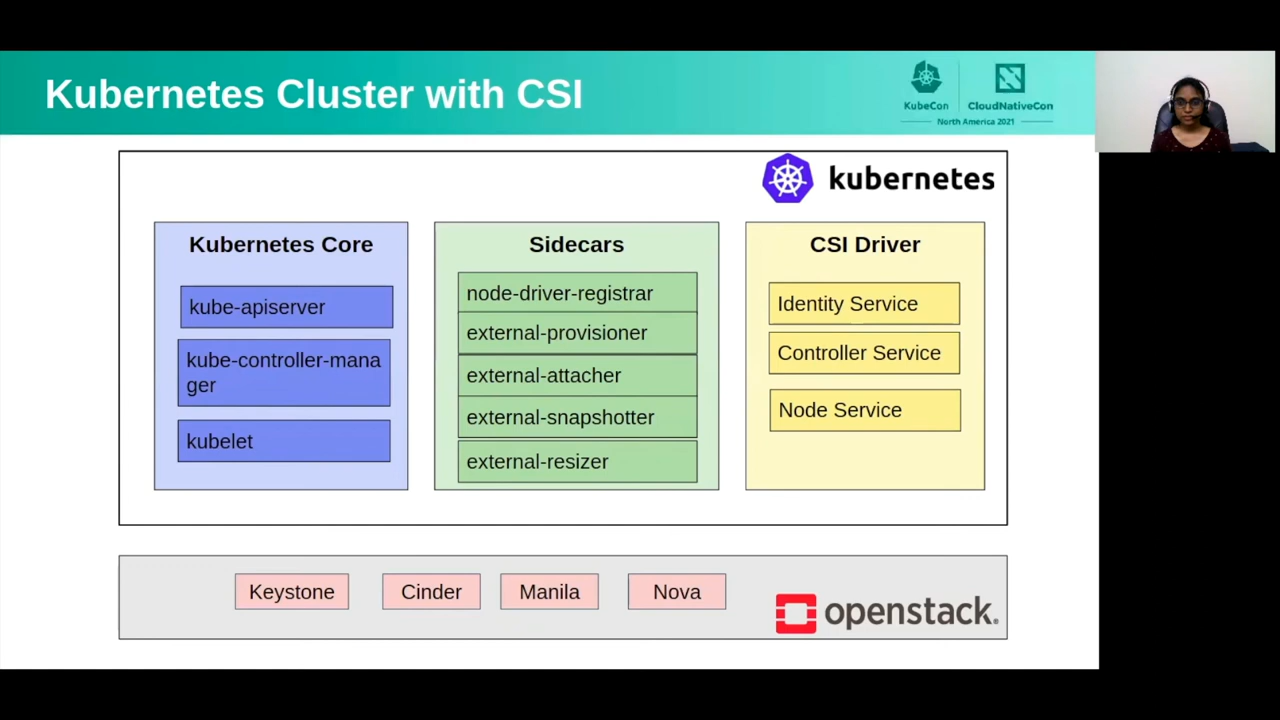 Kubernetes Cluster with CSI
KubeCon
CloudNativeCon
North America 2021
kubernetes
Kubernetes Core
kube-apiserver
kube-controller-mana
ger
kubelet
Sidecars
node-driver-registrar
external-provisioner
external-attacher
external-snapshotter
external-resizer
CSI Driver
Identity Service
Controller Service
Node Service
Keystone
Cinder
Manila
Nova
openstack.